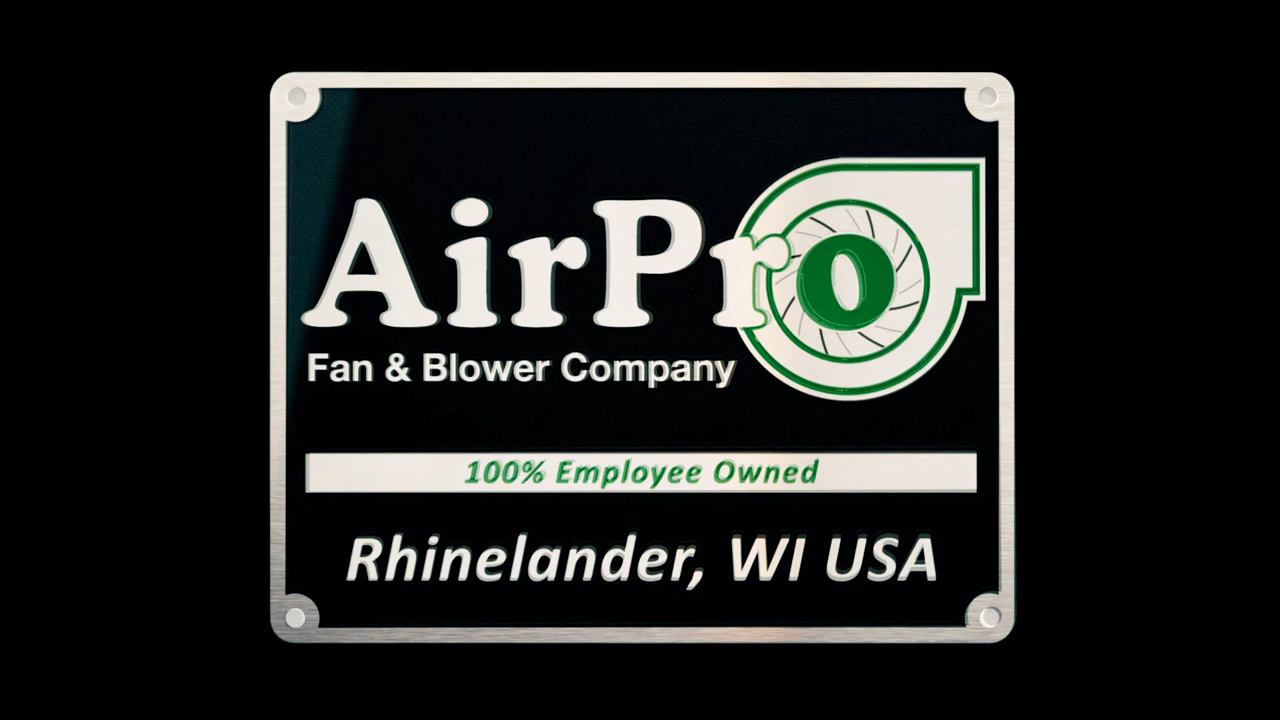 AirPro
Fan & Blower Company
100% Employee Owned
Rhinelander, WI USA